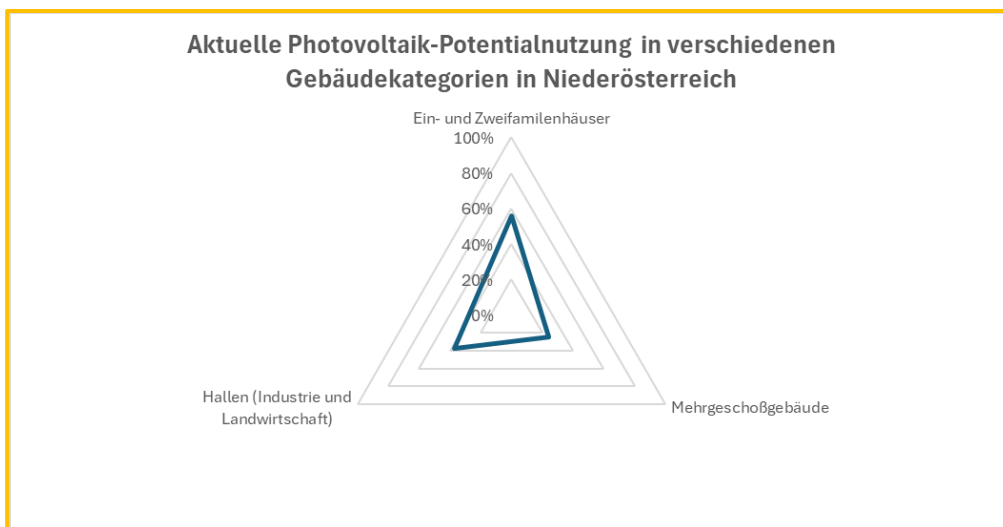 Aktuelle Photovoltaik-Potentialnutzung in verschiedenen
Gebäudekategorien in Niederösterreich
Ein- und Zweifamilenhäuser
100%
80%
60%
40%
20%
0%
Hallen (Industrie und
Landwirtschaft)
Mehrgeschoßgebäude